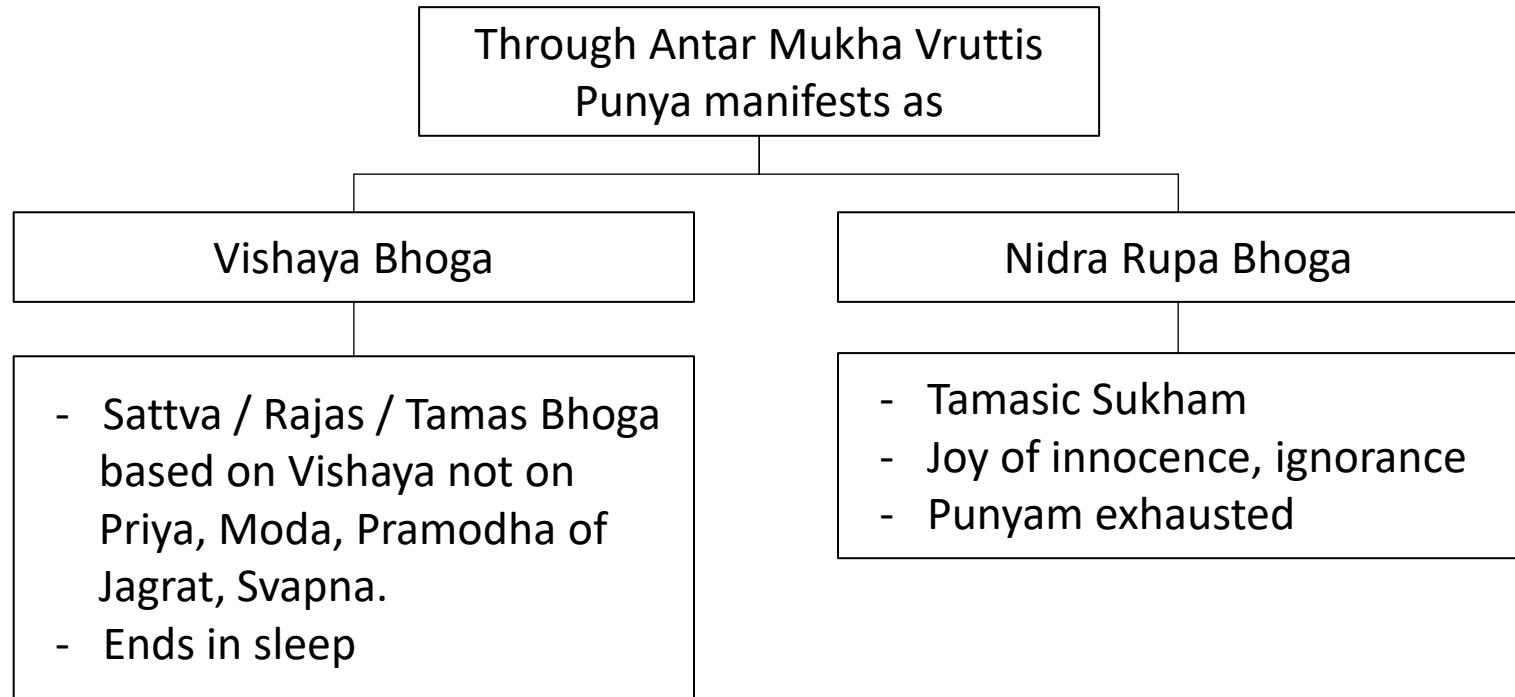 Through Antar Mukha Vruttis
Punya manifests as
Vishaya Bhoga
Nidra Rupa Bhoga
- Sattva / Rajas / Tamas Bhoga
based on Vishaya not on
Priya, Moda, Pramodha of
Jagrat, Svapna.
- Ends in sleep
- Tamasic Sukham
- Joy of innocence, ignorance
- Punyam exhausted